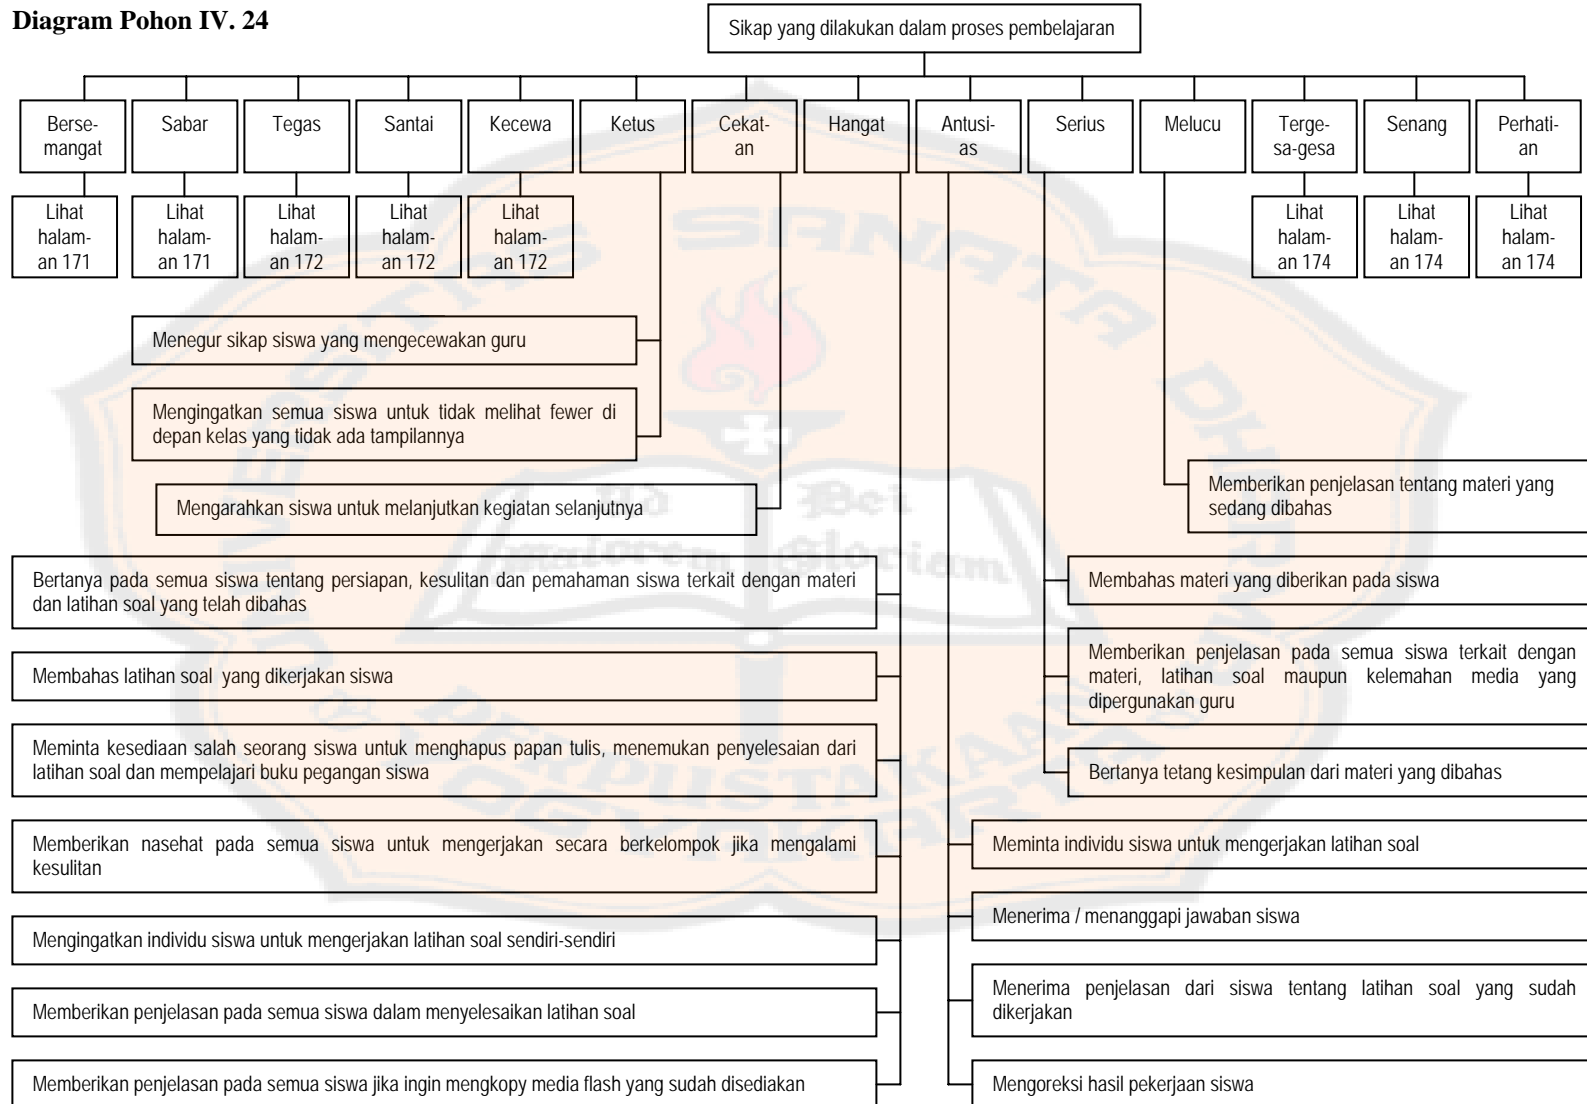 Diagram Pohon IV. 24
Sikap yang dilakukan dalam proses pembelajaran
Berse-
mangat
Sabar
Tegas
Santai
Kecewa
Ketus
Cekat-
an
Hangat
Antusi-
as
Serius
Melucu
Terge-
sa-gesa
Senang
Perhati-
an
Lihat
halam-
an 171
Lihat
halam-
an 171
Lihat
halam-
an 172
Lihat
halam-
an 172
Lihat
halam-
an 172
Lihat
halam-
an 174
Lihat
halam-
an 174
Lihat
halam-
an 174
Menegur sikap siswa yang mengecewakan guru
Mengingatkan semua siswa untuk tidak melihat fewer di
depan kelas yang tidak ada tampilannya
Mengarahkan siswa untuk melanjutkan kegiatan selanjutnya
Memberikan penjelasan tentang materi yang
sedang dibahas
Bertanya pada semua siswa tentang persiapan, kesulitan dan pemahaman siswa terkait dengan materi
dan latihan soal yang telah dibahas
Membahas latihan soal yang dikerjakan siswa
Meminta kesediaan salah seorang siswa untuk menghapus papan tulis, menemukan penyelesaian dari
latihan soal dan mempelajari buku pegangan siswa
Memberikan nasehat pada semua siswa untuk mengerjakan secara berkelompok jika mengalami
kesulitan
Mengingatkan individu siswa untuk mengerjakan latihan soal sendiri-sendiri
Memberikan penjelasan pada semua siswa dalam menyelesaikan latihan soal
Memberikan penjelasan pada semua siswa jika ingin mengkopy media flash yang sudah disediakan
Membahas materi yang diberikan pada siswa
Memberikan penjelasan pada semua siswa terkait dengan
materi, latihan soal maupun kelemahan media yang
dipergunakan guru
Bertanya tetang kesimpulan dari materi yang dibahas
Meminta individu siswa untuk mengerjakan latihan soal
Menerima / menanggapi jawaban siswa
Menerima penjelasan dari siswa tentang latihan soal yang sudah
dikerjakan
Mengoreksi hasil pekerjaan siswa
UNIVERSITAS SANATA DHARMA
Ad Dei
maiorem Gloriam
PERPUSTAKAAN
YOGYAKARTA